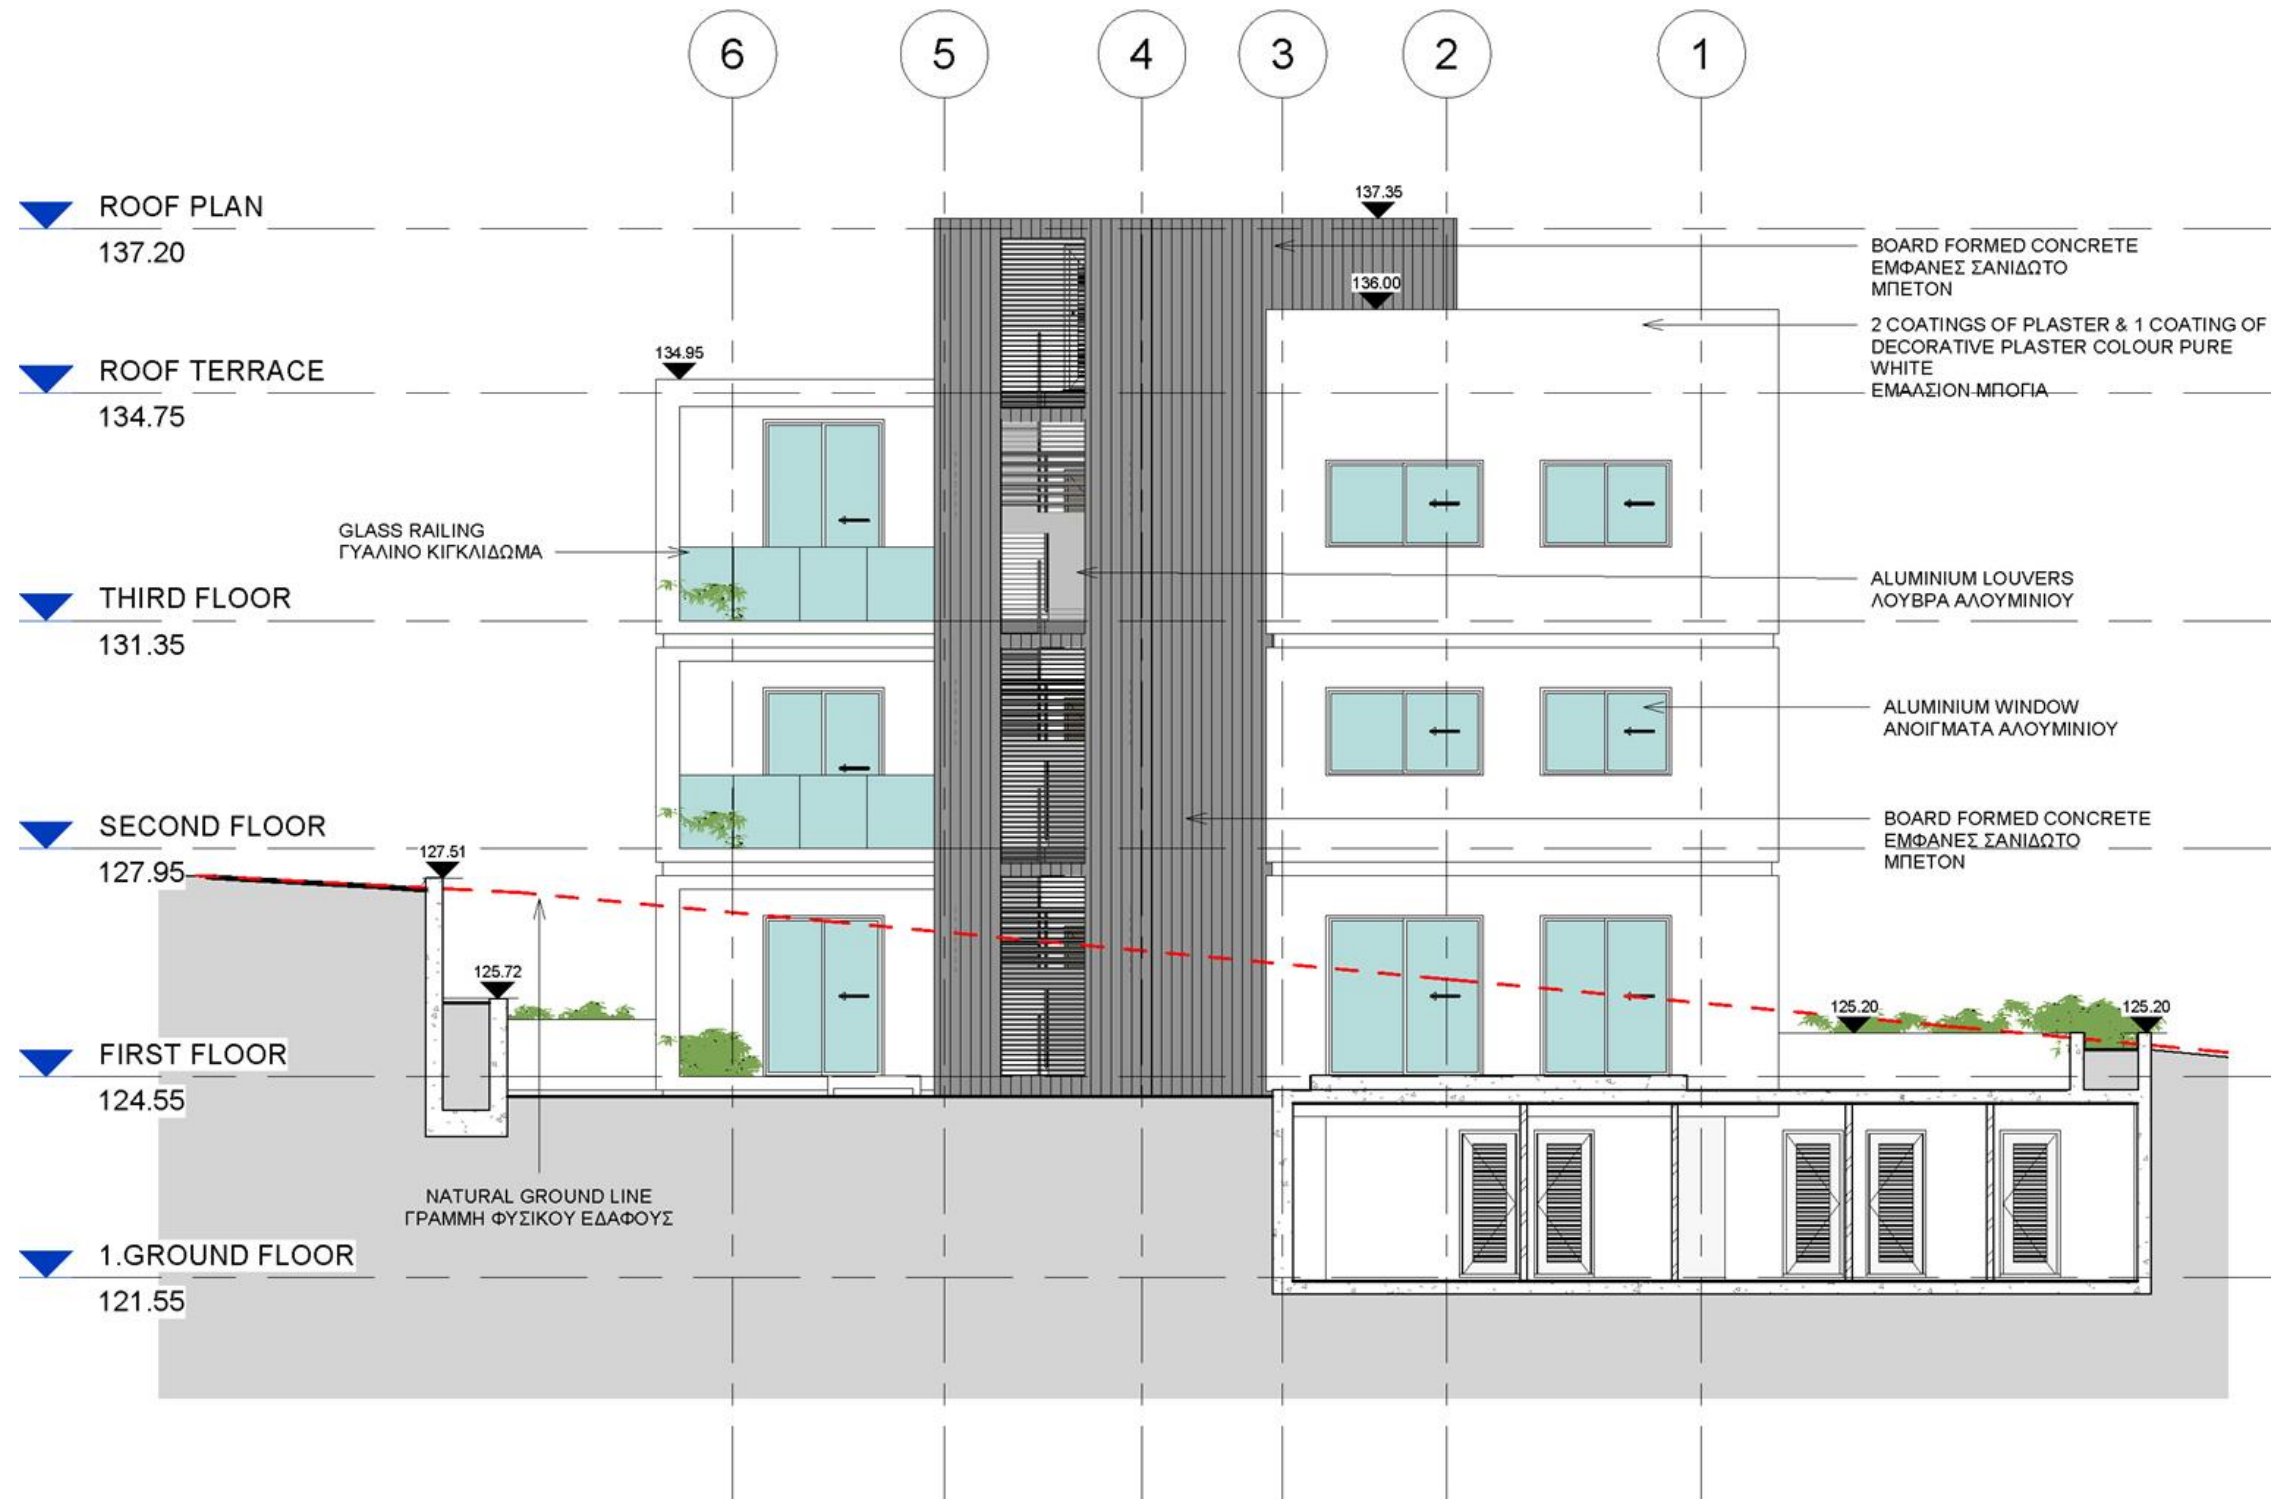 6
5
4
3
2
1
ROOF PLAN
137.20
137.35
BOARD FORMED CONCRETE
ΕΜΦΑΝΕΣ ΣΑΝΙΔΩΤΟ
ΜΠΕΤΟΝ
136.00
2 COATINGS OF PLASTER & 1 COATING OF
DECORATIVE PLASTER COLOUR PURE
WHITE
ΕΜΑΛΣΙΟΝ ΜΠΟΓΙΑ
134.95
ROOF TERRACE
134.75
GLASS RAILING
ΓΥΑΛΙΝΟ ΚΙΓΚΛΙΔΩΜΑ
ALUMINIUM LOUVERS
ΛΟΥΒΡΑ ΑΛΟΥΜΙΝΙΟΥ
THIRD FLOOR
131.35
ALUMINIUM WINDOW
ΑΝΟΙΓΜΑΤΑ ΑΛΟΥΜΙΝΙΟΥ
BOARD FORMED CONCRETE
ΕΜΦΑΝΕΣ ΣΑΝΙΔΩΤΟ
ΜΠΕΤΟΝ
SECOND FLOOR
127.95
127.51
125.72
125.20
125.20
FIRST FLOOR
124.55
NATURAL GROUND LINE
ΓΡΑΜΜΗ ΦΥΣΙΚΟΥ ΕΔΑΦΟΥΣ
1.GROUND FLOOR
121.55